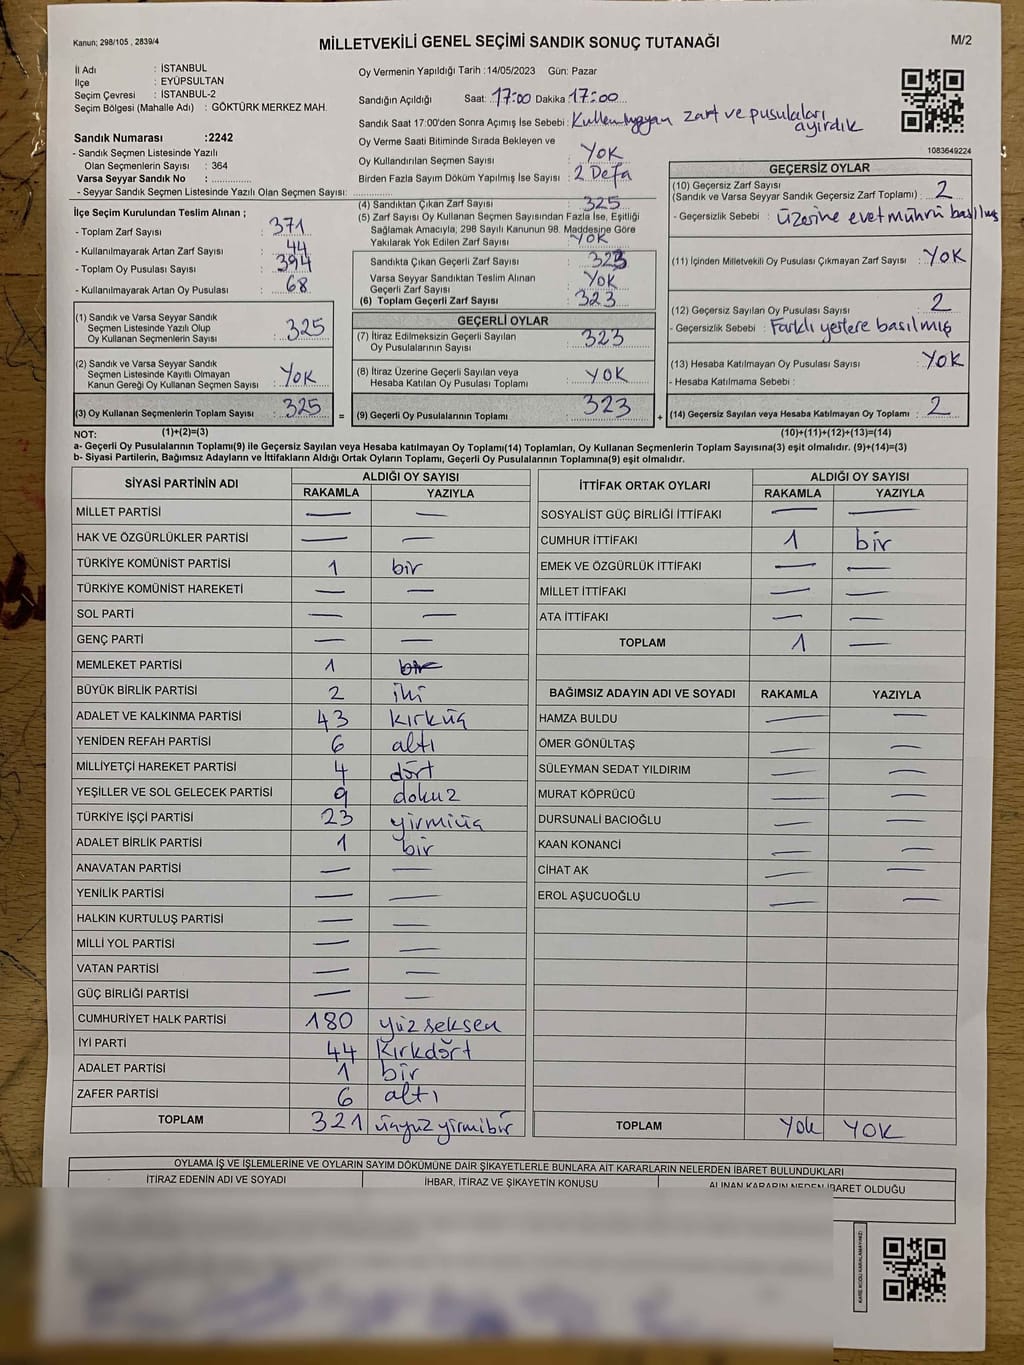 Kanun; 298/105 , 2839/4
MİLLETVEKİLİ GENEL SEÇİMİ SANDIK SONUÇ TUTANAĞI
M/2
İl Adı : İSTANBUL
İlçe : EYÜPSULTAN
Seçim Çevresi : İSTANBUL-2
Seçim Bölgesi (Mahalle Adı) : GÖKTÜRK MERKEZ MAH.
Sandık Numarası :2242
- Sandık Seçmen Listesinde Yazılı
Olan Seçmenlerin Sayısı : 364
Varsa Seyyar Sandık No : ............
- Seyyar Sandık Seçmen Listesinde Yazılı Olan Seçmen Sayısı: ............
Oy Vermenin Yapıldığı Tarih :14/05/2023 Gün: Pazar
Sandığın Açıldığı Saat: 17:00 Dakika 17:00
Sandık Saat 17:00'den Sonra Açımış İse Sebebi : zarf ve pusulaları
ayırdık
Oy Verme Saati Bitiminde Sırada Bekleyen ve
Oy Kullandırılan Seçmen Sayısı : YOK
Birden Fazla Sayım Döküm Yapılmış İse Sayısı : 2 Defa
1083649224
İlçe Seçim Kurulundan Teslim Alınan ;
- Toplam Zarf Sayısı : 371
- Kullanılmayarak Artan Zarf Sayısı : 44
- Toplam Oy Pusulası Sayısı : 394
- Kullanılmayarak Artan Oy Pusulası : 68
(1) Sandık ve Varsa Seyyar Sandık
Seçmen Listesinde Yazılı Olup
Oy Kullanan Seçmenlerin Sayısı : 325
(2) Sandık ve Varsa Seyyar Sandık
Seçmen Listesinde Kayıtlı Olmayan
Kanun Gereği Oy Kullanan Seçmen Sayısı : YOK
(3) Oy Kullanan Seçmenlerin Toplam Sayısı : 325 =
(1)+(2)=(3)
(4) Sandıktan Çıkan Zarf Sayısı : 325
(5) Zarf Sayısı Oy Kullanan Seçmen Sayısından Fazla İse, Eşitliği
Sağlamak Amacıyla; 298 Sayılı Kanunun 98. Maddesine Göre
Yakılarak Yok Edilen Zarf Sayısı : YOK
Sandıkta Çıkan Geçerli Zarf Sayısı : 323
Varsa Seyyar Sandıktan Teslim Alınan
Geçerli Zarf Sayısı : YOK
(6) Toplam Geçerli Zarf Sayısı : 323
GEÇERLİ OYLAR
(7) İtiraz Edilmeksizin Geçerli Sayılan
Oy Pusulalarının Sayısı : 323
(8) İtiraz Üzerine Geçerli Sayılan veya
Hesaba Katılan Oy Pusulası Toplamı : YOK
(9) Geçerli Oy Pusulalarının Toplamı : 323 +
GEÇERSİZ OYLAR
(10) Geçersiz Zarf Sayısı
(Sandık ve Varsa Seyyar Sandık Geçersiz Zarf Toplamı) : 2
- Geçersizlik Sebebi : üzerine evet mührü basılmış
(11) İçinden Milletvekili Oy Pusulası Çıkmayan Zarf Sayısı : YOK
(12) Geçersiz Sayılan Oy Pusulası Sayısı : 2
- Geçersizlik Sebebi : Farklı yerlere basılmış
(13) Hesaba Katılmayan Oy Pusulası Sayısı : YOK
- Hesaba Katılmama Sebebi :
(14) Geçersiz Sayılan veya Hesaba Katılmayan Oy Toplamı : 2
(10)+(11)+(12)+(13)=(14)
NOT:
a- Geçerli Oy Pusulalarının Toplamı(9) ile Geçersiz Sayılan veya Hesaba katılmayan Oy Toplamı(14) Toplamları, Oy Kullanan Seçmenlerin Toplam Sayısına(3) eşit olmalıdır. (9)+(14)=(3)
b- Siyasi Partilerin, Bağımsız Adayların ve İttifakların Aldığı Ortak Oyların Toplamı, Geçerli Oy Pusulalarının Toplamına(9) eşit olmalıdır.
SİYASİ PARTİNİN ADI ALDIĞI OY SAYISI
RAKAMLA YAZIYLA
MİLLET PARTİSİ — —
HAK VE ÖZGÜRLÜKLER PARTİSİ — —
TÜRKİYE KOMÜNİST PARTİSİ 1 bir
TÜRKİYE KOMÜNİST HAREKETİ — —
SOL PARTİ — —
GENÇ PARTİ — —
MEMLEKET PARTİSİ 1 bir
BÜYÜK BİRLİK PARTİSİ 2 iki
ADALET VE KALKINMA PARTİSİ 43 kırküç
YENİDEN REFAH PARTİSİ 6 altı
MİLLİYETÇİ HAREKET PARTİSİ 4 dört
YEŞİLLER VE SOL GELECEK PARTİSİ 9 dokuz
TÜRKİYE İŞÇİ PARTİSİ 23 yirmiüç
ADALET BİRLİK PARTİSİ 1 bir
ANAVATAN PARTİSİ — —
YENİLİK PARTİSİ — —
HALKIN KURTULUŞ PARTİSİ — —
MİLLİ YOL PARTİSİ — —
VATAN PARTİSİ — —
GÜÇ BİRLİĞİ PARTİSİ — —
CUMHURİYET HALK PARTİSİ 180 yüz seksen
İYİ PARTİ 44 Kırkdört
ADALET PARTİSİ 1 bir
ZAFER PARTİSİ 6 altı
TOPLAM 321 üçyüz yirmibir
İTTİFAK ORTAK OYLARI ALDIĞI OY SAYISI
RAKAMLA YAZIYLA
SOSYALİST GÜÇ BİRLİĞİ İTTİFAKI — —
CUMHUR İTTİFAKI 1 bir
EMEK VE ÖZGÜRLÜK İTTİFAKI — —
MİLLET İTTİFAKI — —
ATA İTTİFAKI — —
TOPLAM 1 —
BAĞIMSIZ ADAYIN ADI VE SOYADI RAKAMLA YAZIYLA
HAMZA BULDU — —
ÖMER GÖNÜLTAŞ — —
SÜLEYMAN SEDAT YILDIRIM — —
MURAT KÖPRÜCÜ — —
DURSUNALİ BACIOĞLU — —
KAAN KONANCİ — —
CİHAT AK — —
EROL AŞUCUOĞLU — —
TOPLAM Yok YOK
OYLAMA İŞ VE İŞLEMLERİNE VE OYLARIN SAYIM DÖKÜMÜNE DAİR ŞİKAYETLERLE BUNLARA AİT KARARLARIN NELERDEN İBARET BULUNDUKLARI
İTİRAZ EDENİN ADI VE SOYADI İHBAR, İTİRAZ VE ŞİKAYETİN KONUSU ALINAN KARARIN NEDEN İBARET OLDUĞU
KARE KODU KARALAMAYINIZ!